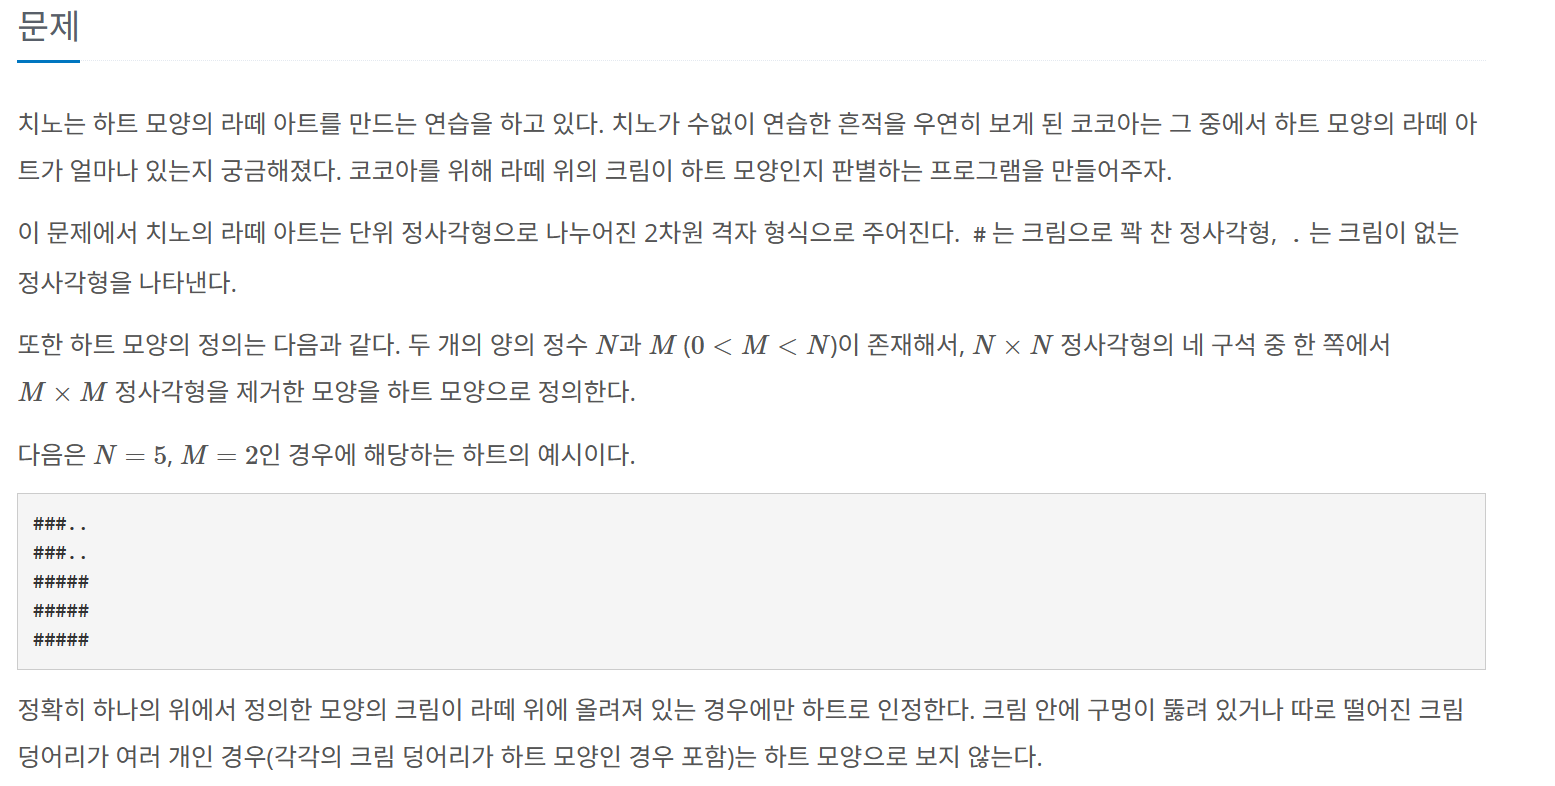 문제
치노는 하트 모양의 라떼 아트를 만드는 연습을 하고 있다. 치노가 수없이 연습한 흔적을 우연히 보게 된 코코아는 그 중에서 하트 모양의 라떼 아
트가 얼마나 있는지 궁금해졌다. 코코아를 위해 라떼 위의 크림이 하트 모양인지 판별하는 프로그램을 만들어주자.
이 문제에서 치노의 라떼 아트는 단위 정사각형으로 나누어진 2차원 격자 형식으로 주어진다. # 는 크림으로 꽉 찬 정사각형, . 는 크림이 없는
정사각형을 나타낸다.
또한 하트 모양의 정의는 다음과 같다. 두 개의 양의 정수 N과 M (0 < M < N)이 존재해서, N × N 정사각형의 네 구석 중 한 쪽에서
M × M 정사각형을 제거한 모양을 하트 모양으로 정의한다.
다음은 N = 5, M = 2인 경우에 해당하는 하트의 예시이다.
###..
###..
#####
#####
#####
정확히 하나의 위에서 정의한 모양의 크림이 라떼 위에 올려져 있는 경우에만 하트로 인정한다. 크림 안에 구멍이 뚫려 있거나 따로 떨어진 크림
덩어리가 여러 개인 경우(각각의 크림 덩어리가 하트 모양인 경우 포함)는 하트 모양으로 보지 않는다.